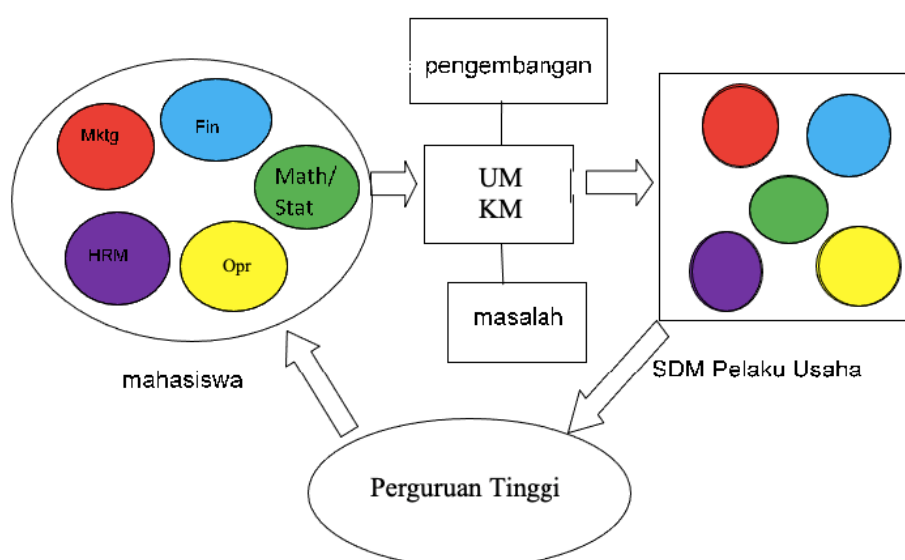 pengembangan
Mktg
Fin
Math/
Stat
HRM
Opr
UM
KM
masalah
mahasiswa
SDM Pelaku Usaha
Perguruan Tinggi